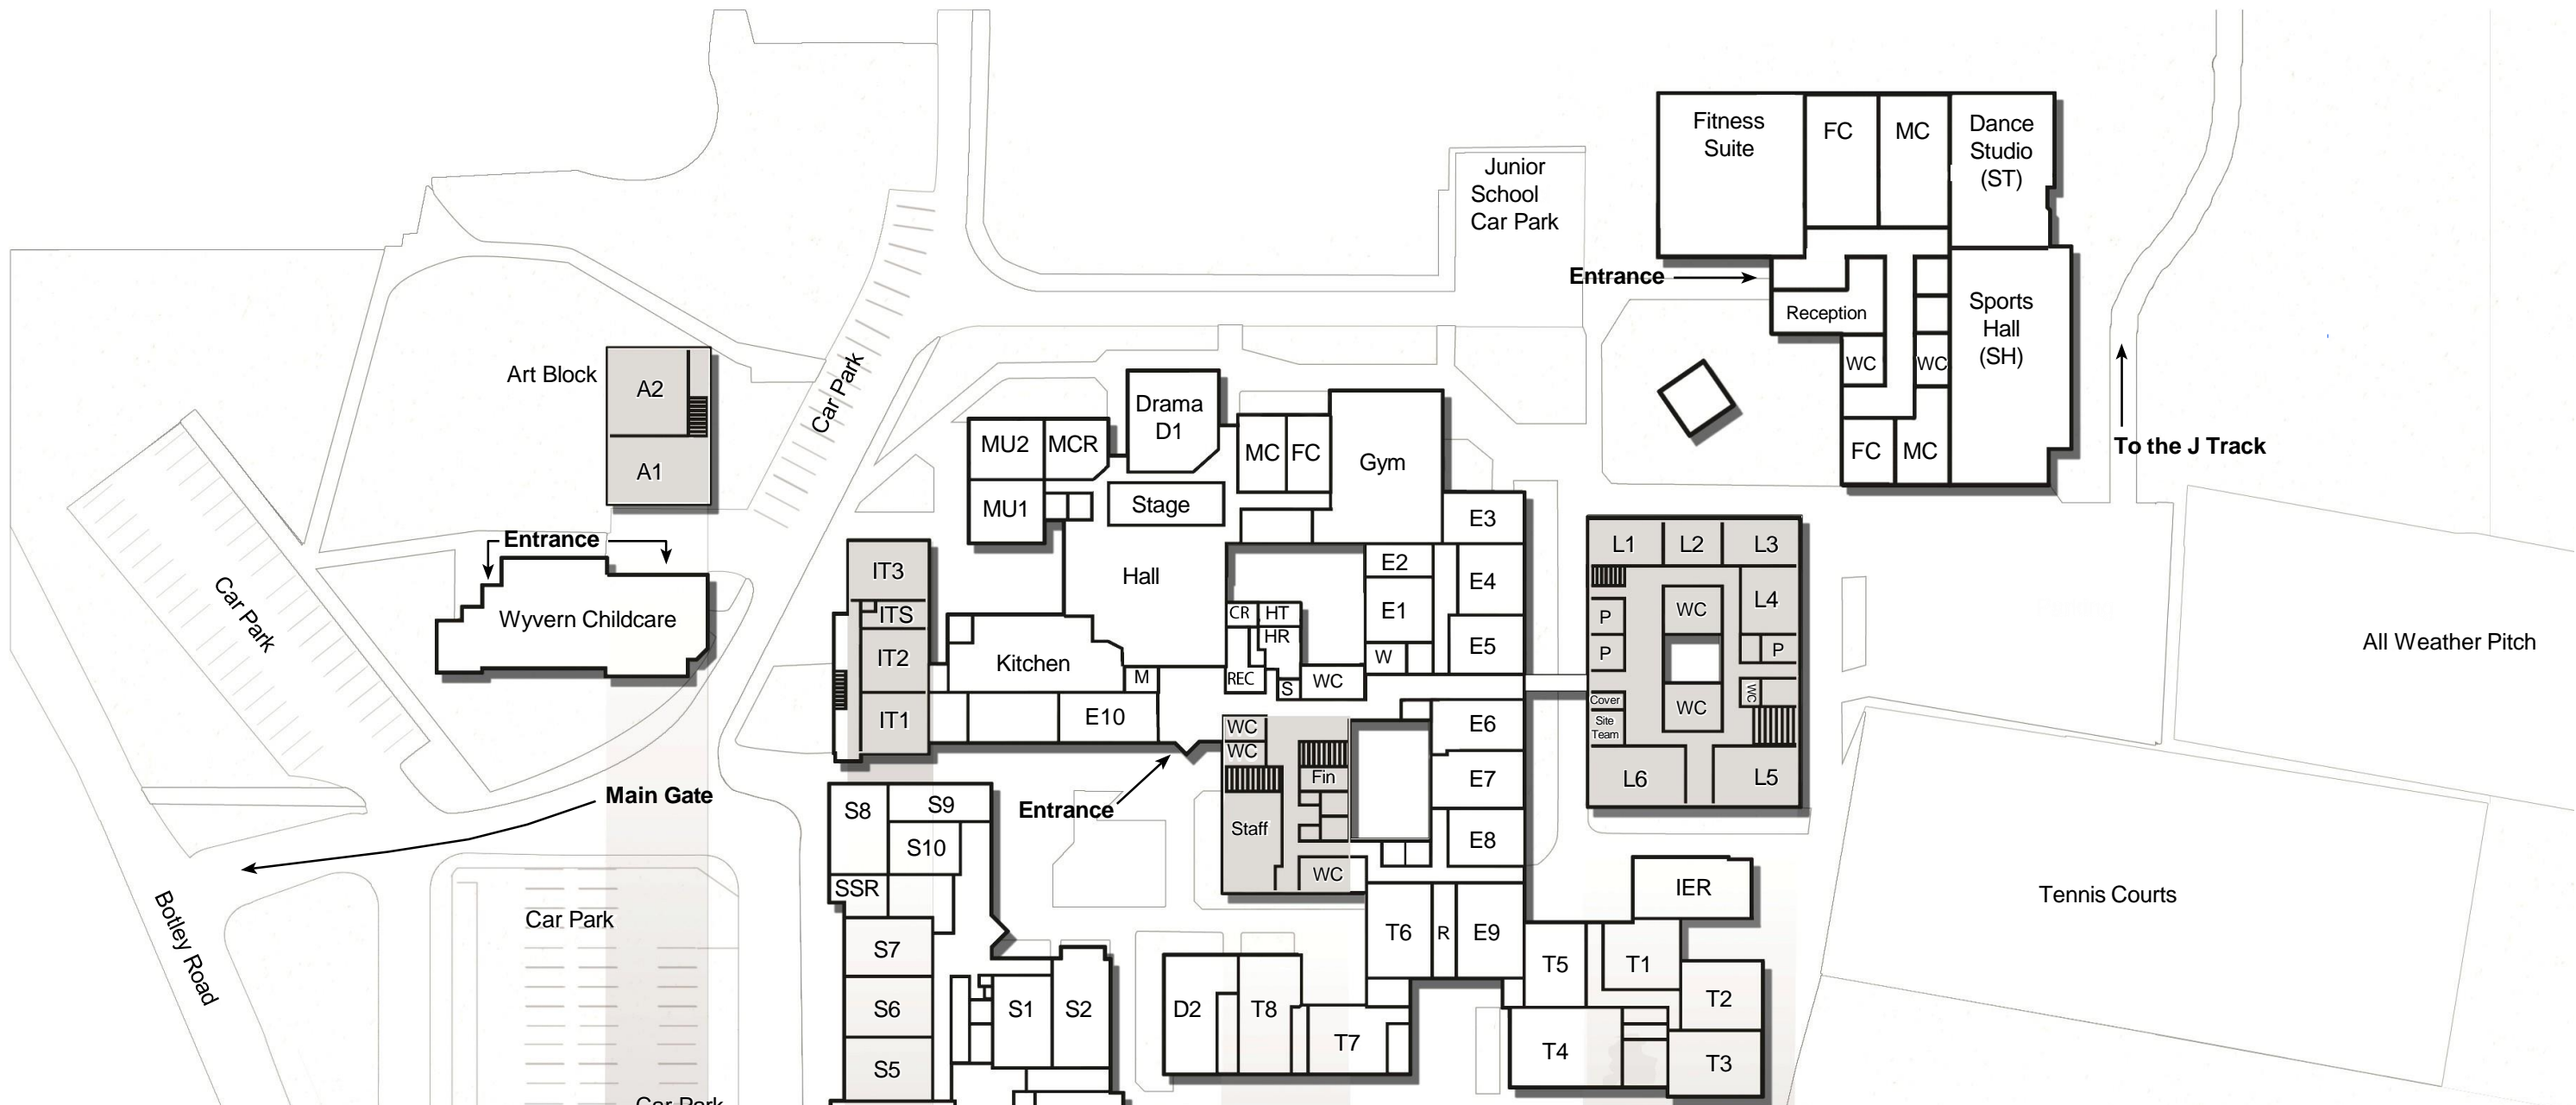 Fitness
Suite
FC
MC
Dance
Studio
(ST)
Junior
School
Car Park
Entrance
Reception
Sports
Hall
(SH)
WC
WC
FC
MC
To the J Track
Art Block
A2
A1
Car Park
Drama
D1
MU2
MCR
MC
FC
Gym
MU1
Stage
E3
Entrance
Wyvern Childcare
Car Park
IT3
ITS
IT2
IT1
Hall
E2
E4
E1
CR
HT
HR
E5
W
Kitchen
M
REC
S
WC
E10
E6
L1
L2
L3
L4
P
WC
P
P
Cover
Site
Team
WC
WC
L6
L5
All Weather Pitch
Main Gate
Entrance
WC
WC
Fin
Staff
WC
E7
E8
S8
S9
S10
SSR
IER
Tennis Courts
Botley Road
Car Park
S7
T6
R
E9
T5
T1
S6
S1
S2
D2
T8
T7
T2
S5
T4
T3
Car Park